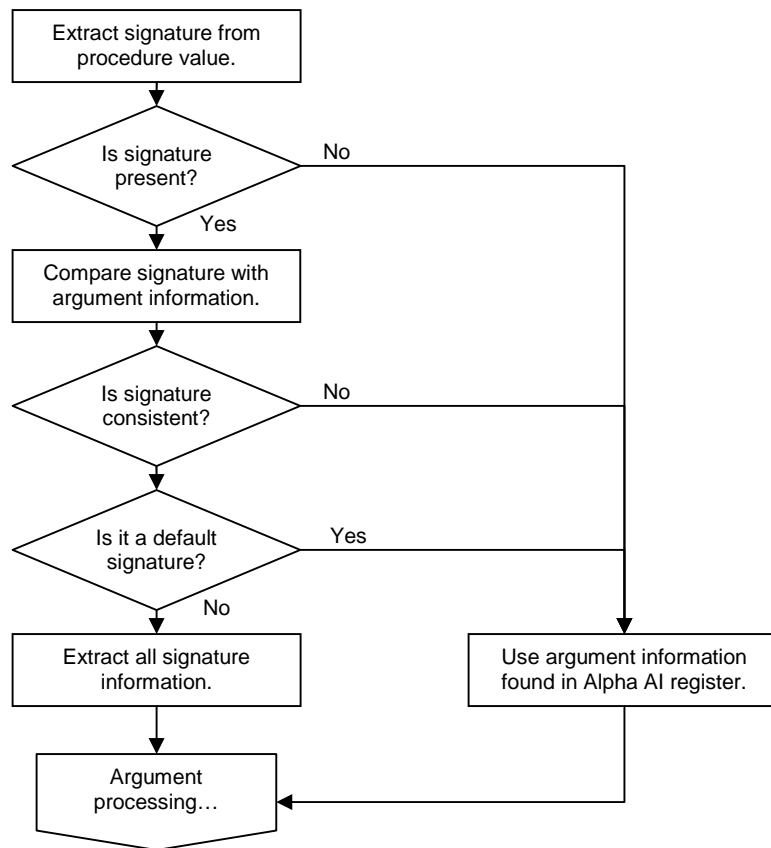 Extract signature from
procedure value.
Is signature
present?
No
Yes
Compare signature with
argument information.
Is signature
consistent?
No
Is it a default
signature?
Yes
No
Extract all signature
information.
Use argument information
found in Alpha AI register.
Argument
processing…